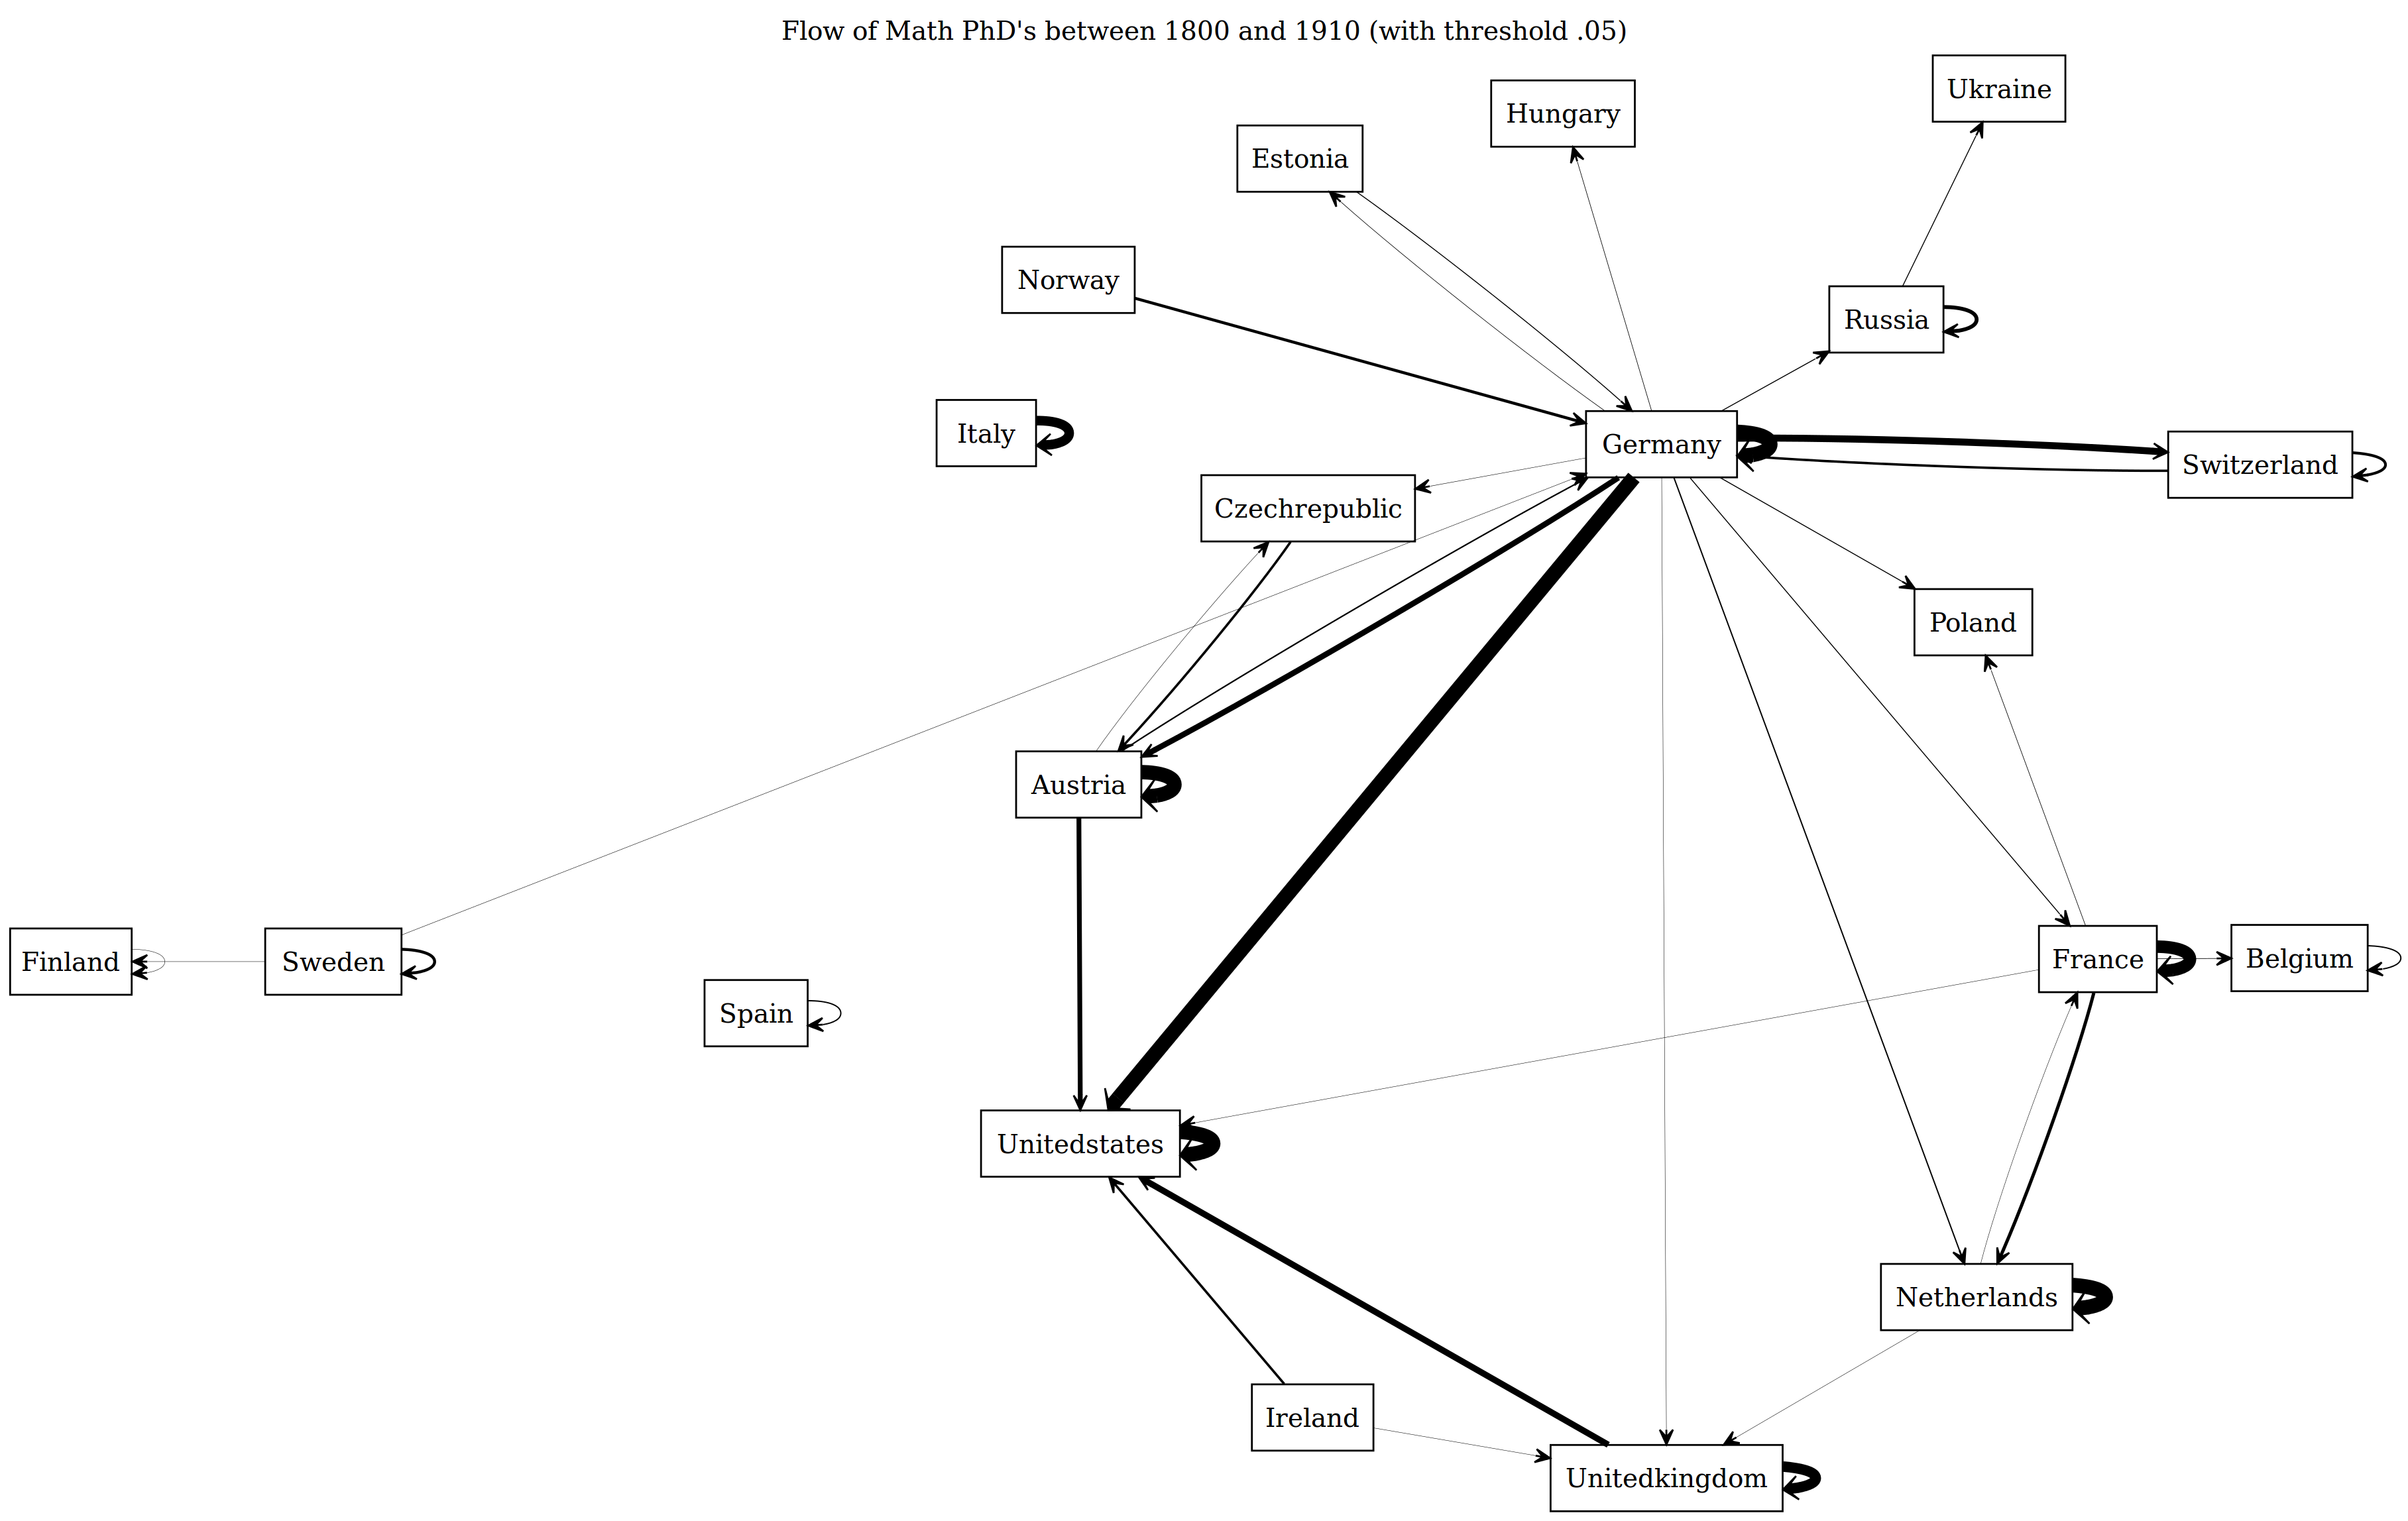 Flow of Math PhD's between 1800 and 1910 (with threshold .05)
Ukraine
Hungary
Estonia
Norway
Russia
Italy
Germany
Switzerland
Czechrepublic
Poland
Austria
Finland
Sweden
France
Belgium
Spain
Unitedstates
Netherlands
Ireland
Unitedkingdom